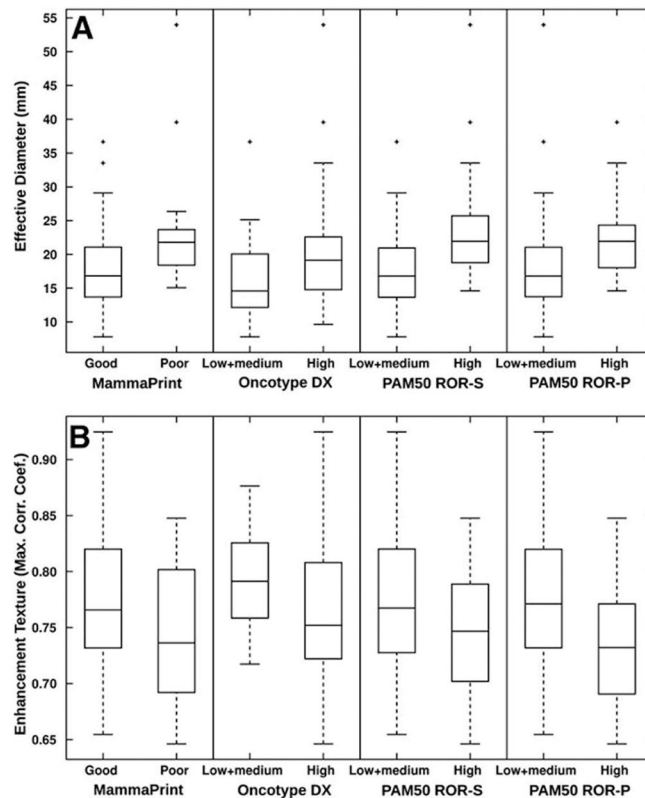 A
Effective Diameter (mm)
55
50
45
40
35
30
25
20
15
10
Good Poor Low+medium High Low+medium High Low+medium High
MammaPrint Oncotype DX PAM50 ROR-S PAM50 ROR-P
B
Enhancement Texture (Max. Corr. Coef.)
0.90
0.85
0.80
0.75
0.70
0.65
Good Poor Low+medium High Low+medium High Low+medium High
MammaPrint Oncotype DX PAM50 ROR-S PAM50 ROR-P